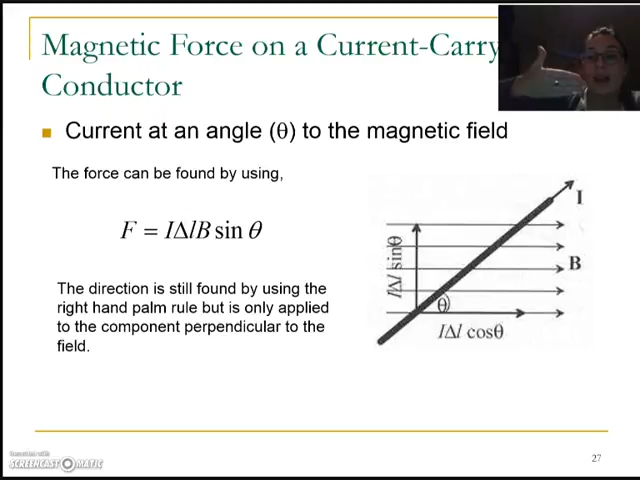 Magnetic Force on a Current-Carry
Conductor
Current at an angle (θ) to the magnetic field
The force can be found by using,
F = IΔlB sin θ
The direction is still found by using the
right hand palm rule but is only applied
to the component perpendicular to the
field.
I
B
IΔl sinθ
θ
IΔl cosθ
27
SCREENCAST MATIC